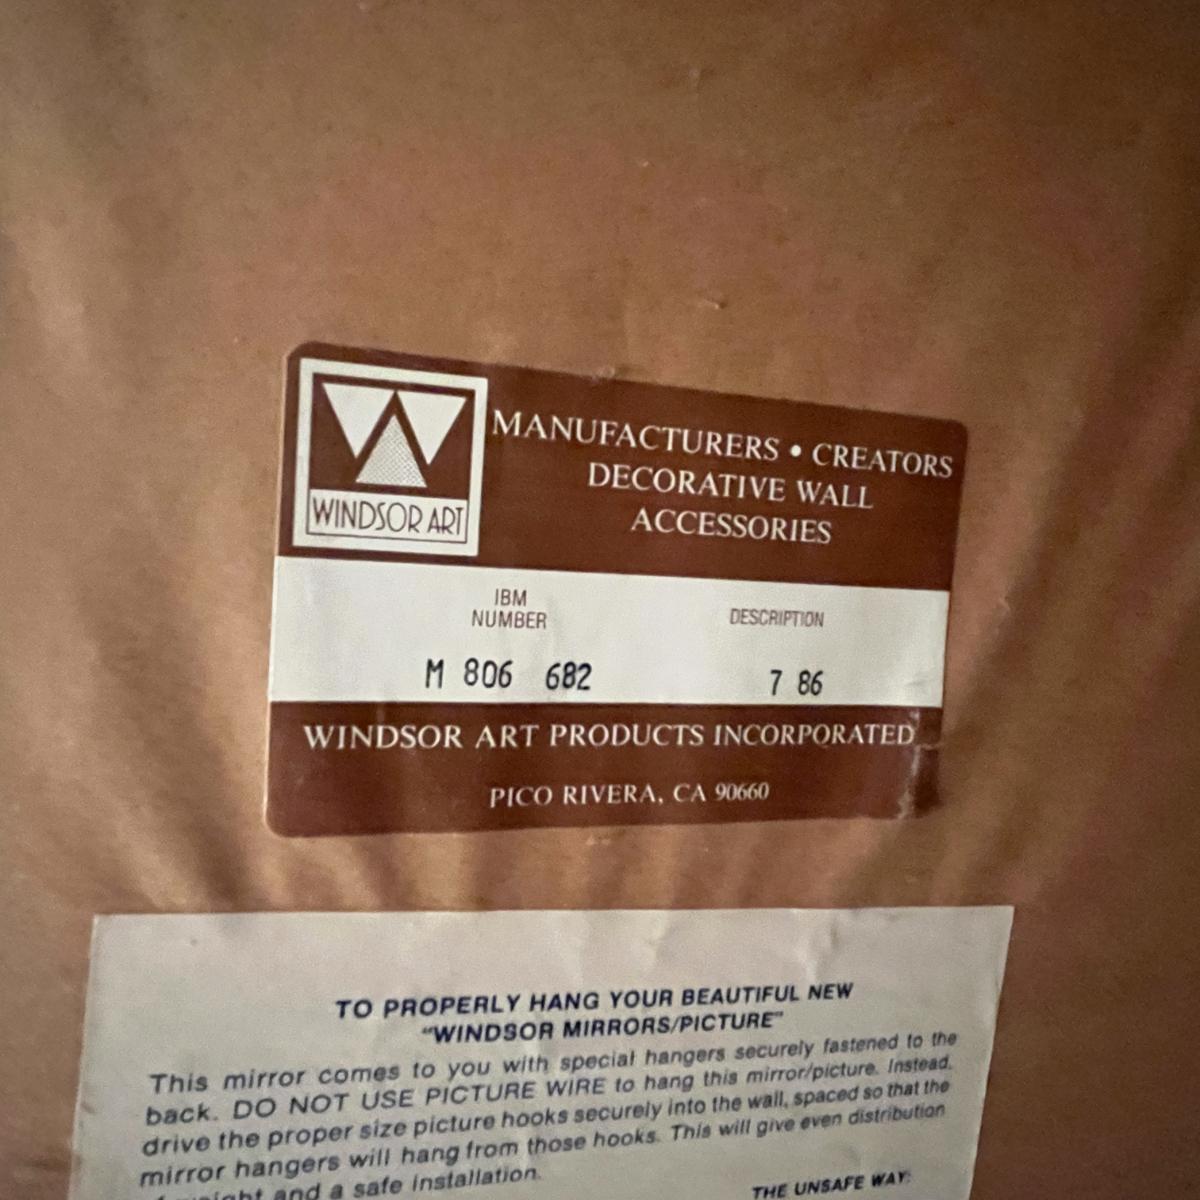 MANUFACTURERS • CREATORS
DECORATIVE WALL
ACCESSORIES
WINDSOR ART
IBM
NUMBER
DESCRIPTION
M 806 682
7 86
WINDSOR ART PRODUCTS INCORPORATED
PICO RIVERA, CA 90660
TO PROPERLY HANG YOUR BEAUTIFUL NEW
"WINDSOR MIRRORS/PICTURE"
This mirror comes to you with special hangers securely fastened to the
back. DO NOT USE PICTURE WIRE to hang this mirror/picture. Instead,
drive the proper size picture hooks securely into the wall, spaced so that the
mirror hangers will hang from those hooks. This will give even distribution
and a safe installation.
THE UNSAFE WAY: